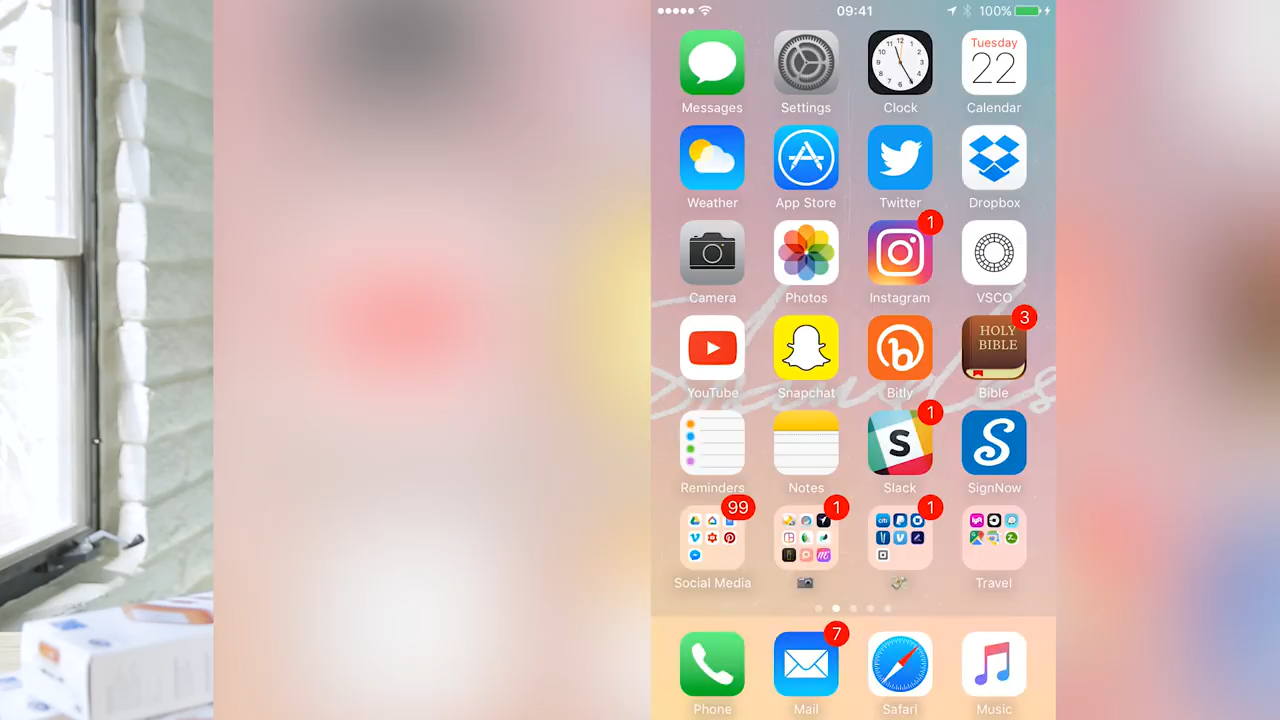 09:41 100%
Tuesday
22
Messages Settings Clock Calendar
Weather App Store Twitter Dropbox
1
Camera Photos Instagram VSCO
HOLY
BIBLE
3
YouTube Snapchat Bitly Bible
S
1
Reminders Notes Slack SignNow
99 1 1
Social Media Travel
7
Phone Mail Safari Music